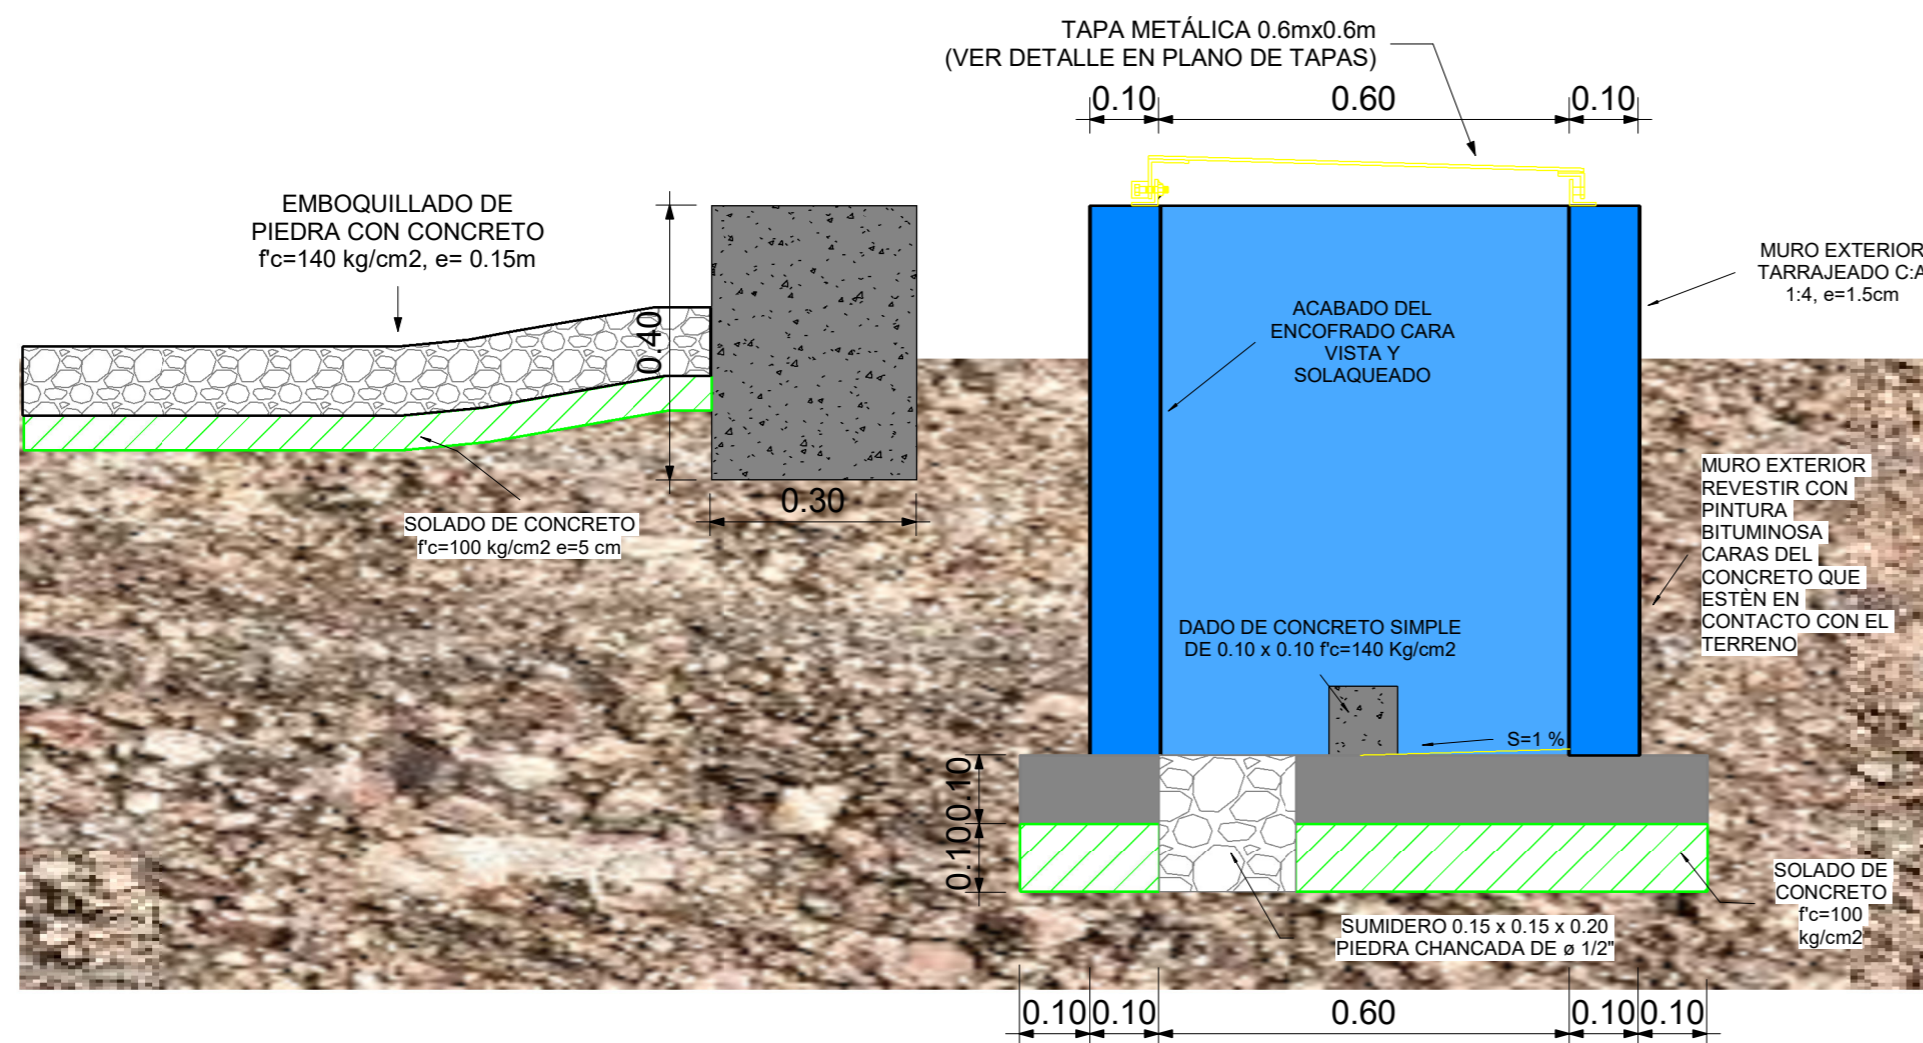 TAPA METÁLICA 0.6mx0.6m
(VER DETALLE EN PLANO DE TAPAS)
0.10
0.60
0.10
EMBOQUILLADO DE
PIEDRA CON CONCRETO
f'c=140 kg/cm2, e= 0.15m
0.40
0.30
SOLADO DE CONCRETO
f'c=100 kg/cm2 e=5 cm
ACABADO DEL
ENCOFRADO CARA
VISTA Y
SOLAQUEADO
MURO EXTERIOR
TARRAJEADO C:A
1:4, e=1.5cm
MURO EXTERIOR
REVESTIR CON
PINTURA
BITUMINOSA
CARAS DEL
CONCRETO QUE
ESTÈN EN
CONTACTO CON EL
TERRENO
DADO DE CONCRETO SIMPLE
DE 0.10 x 0.10 f'c=140 Kg/cm2
S=1 %
0.10
0.10
SOLADO DE
CONCRETO
f'c=100
kg/cm2
SUMIDERO 0.15 x 0.15 x 0.20
PIEDRA CHANCADA DE ø 1/2"
0.10
0.10
0.60
0.10
0.10